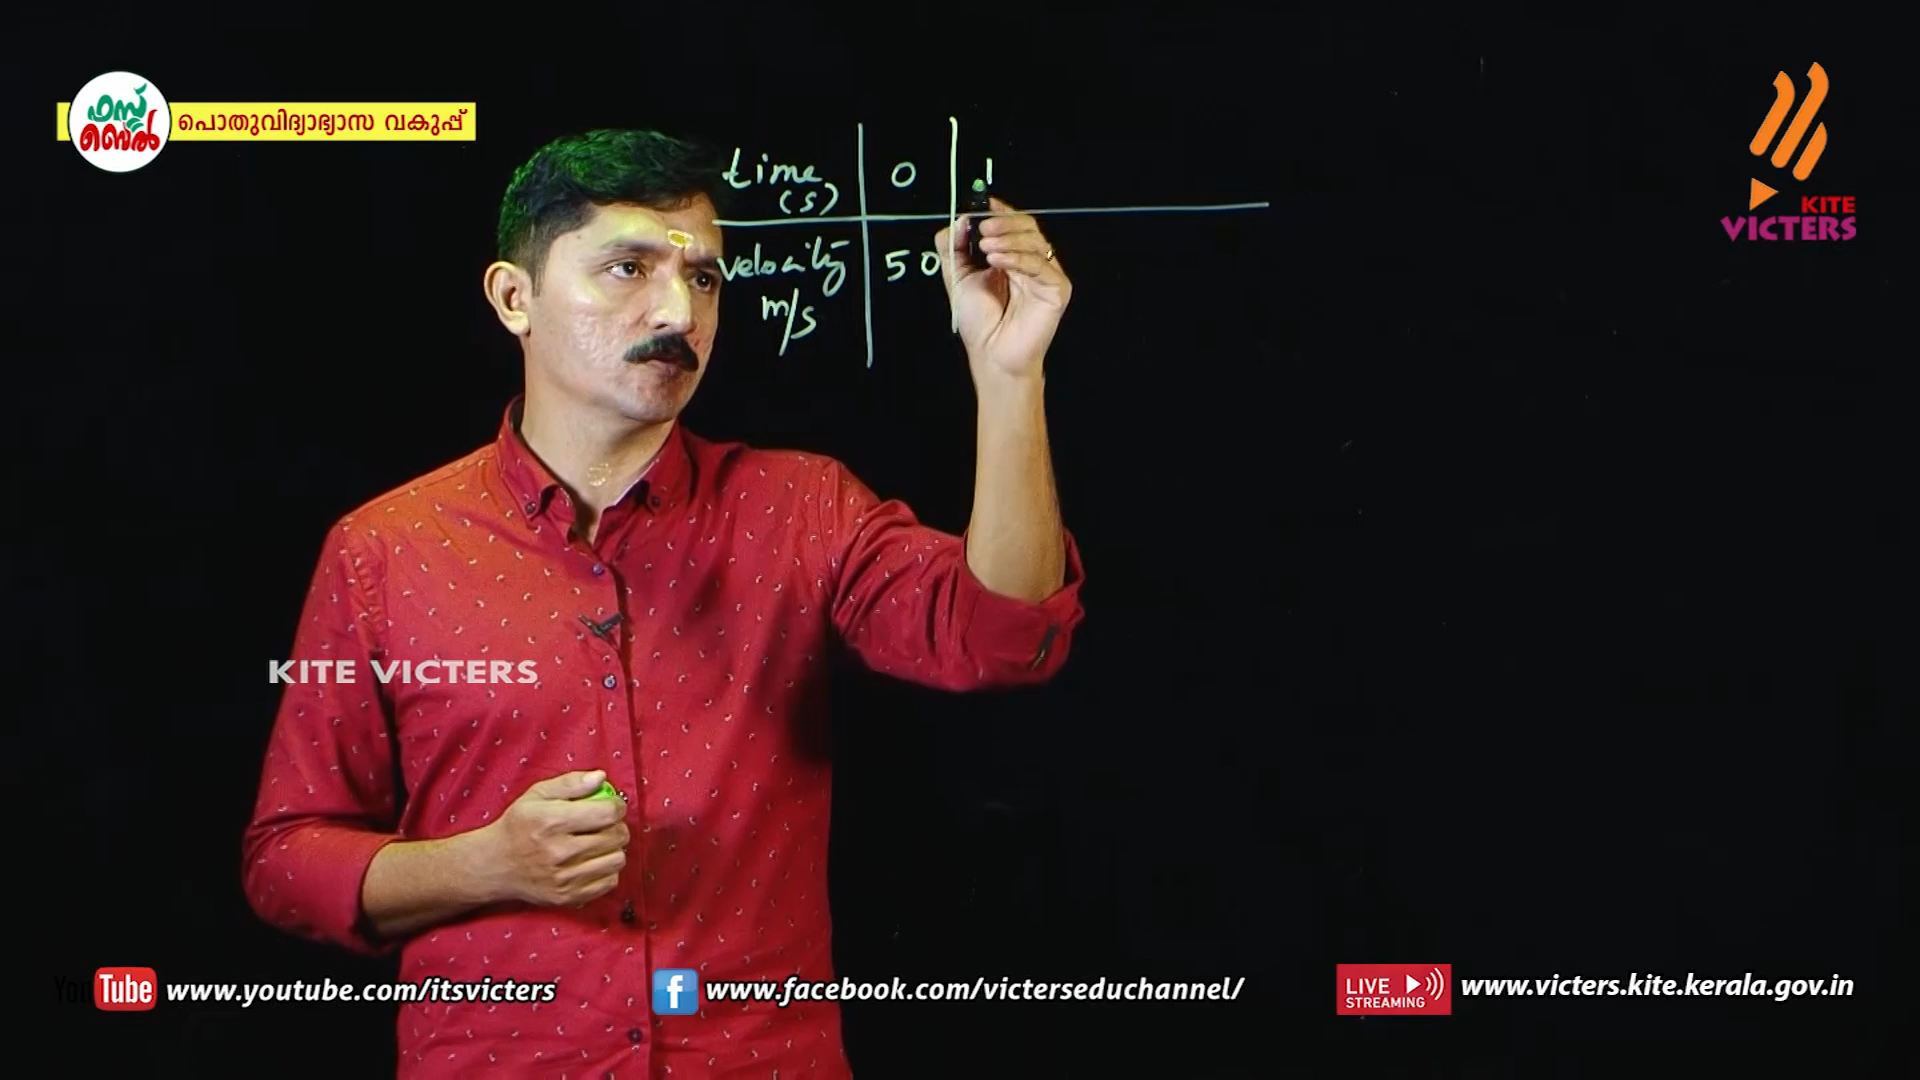 ഫസ്റ്റ്
ബെൽ
പൊതുവിദ്യാഭ്യാസ വകുപ്പ്
KITE
VICTERS
time 0 1
(s)
velocity 50
m/s
KITE VICTERS
YouTube www.youtube.com/itsvicters
f www.facebook.com/victerseduchannel/
LIVE
STREAMING
www.victers.kite.kerala.gov.in